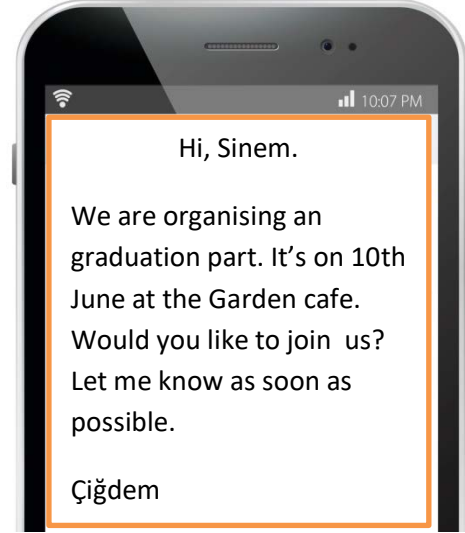 10:07 PM
Hi, Sinem.
We are organising an
graduation part. It’s on 10th
June at the Garden cafe.
Would you like to join  us?
Let me know as soon as
possible.
Çiğdem